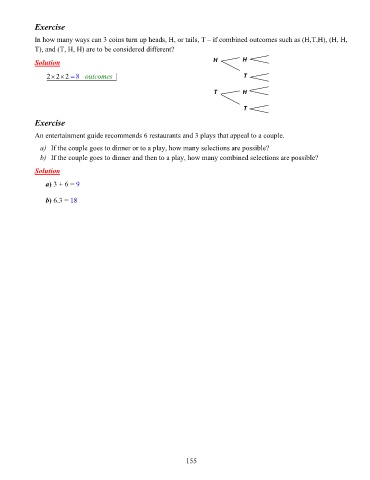 Exercise
In how many ways can 3 coins turn up heads, H, or tails, T – if combined outcomes such as (H,T,H), (H, H,
T), and (T, H, H) are to be considered different?
Solution
2 × 2 × 2 = 8 outcomes
H H
T
T H
T
Exercise
An entertainment guide recommends 6 restaurants and 3 plays that appeal to a couple.
a) If the couple goes to dinner or to a play, how many selections are possible?
b) If the couple goes to dinner and then to a play, how many combined selections are possible?
Solution
a) 3 + 6 = 9
b) 6.3 = 18
155